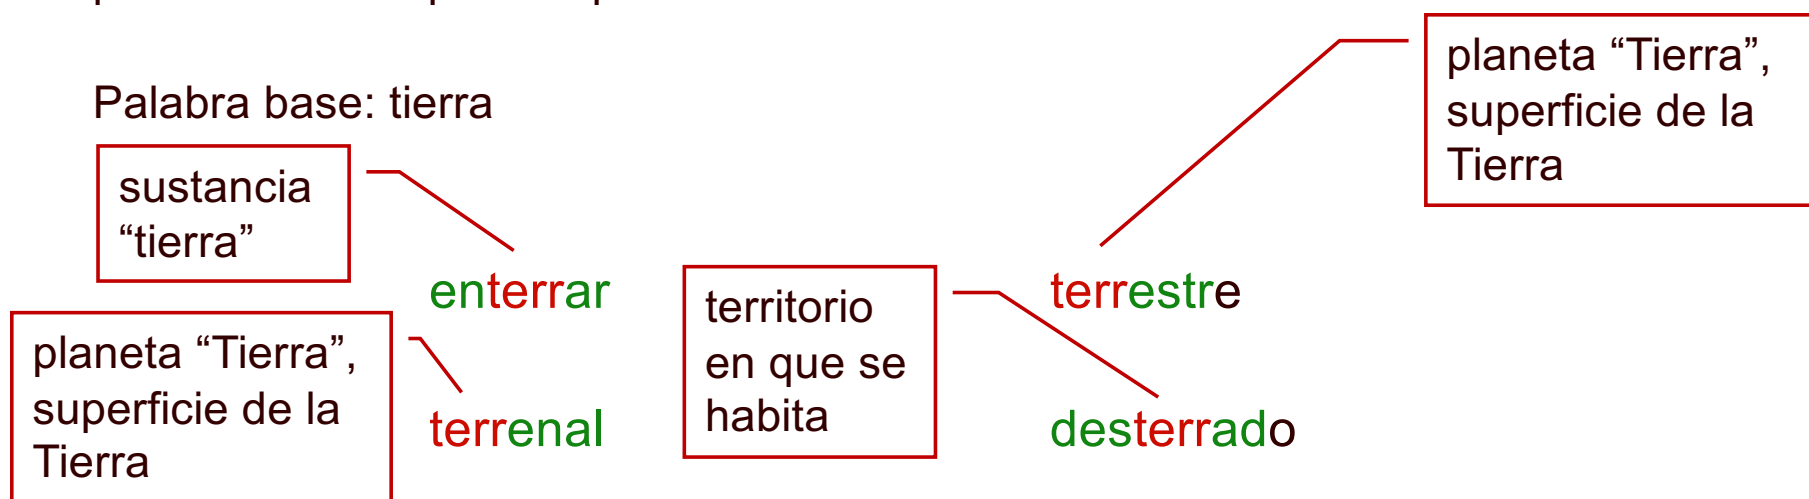 Palabra base: tierra
planeta “Tierra”,
superficie de la
Tierra
sustancia
“tierra”
enterrar
terrestre
territorio
en que se
habita
planeta “Tierra”,
superficie de la
Tierra
terrenal
desterrado